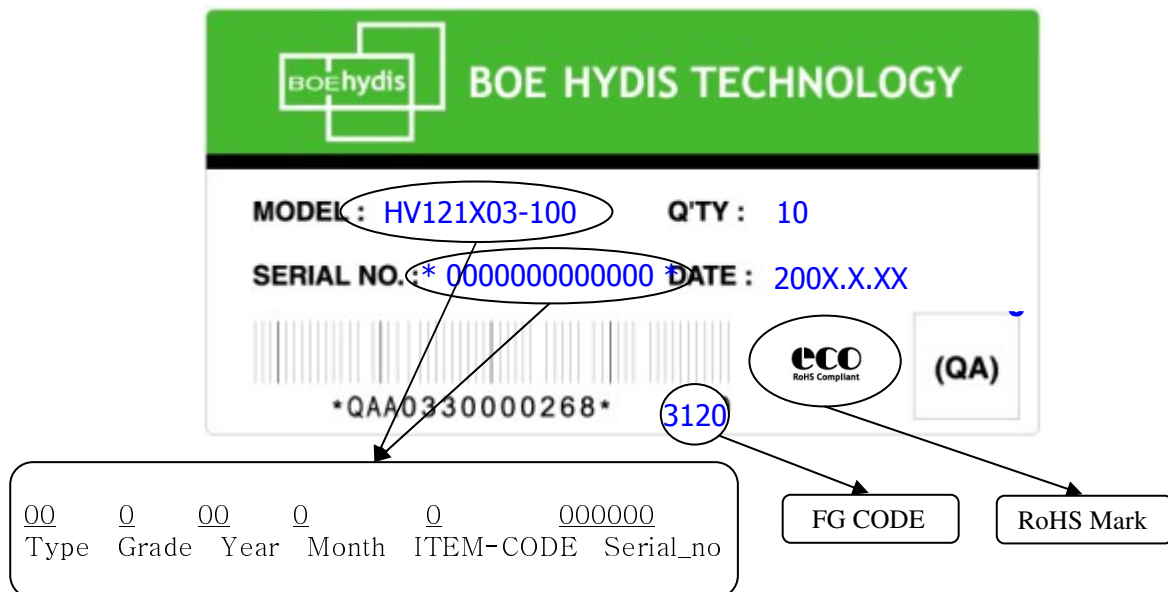 BOEhydis BOE HYDIS TECHNOLOGY
MODEL : HV121X03-100 Q'TY : 10
SERIAL NO. : * 0000000000000 * DATE : 200X.X.XX
eco
RoHS Compliant
(QA)
*QAA0330000268*
3120
00 0 00 0 0 000000
Type Grade Year Month ITEM-CODE Serial_no
FG CODE
RoHS Mark